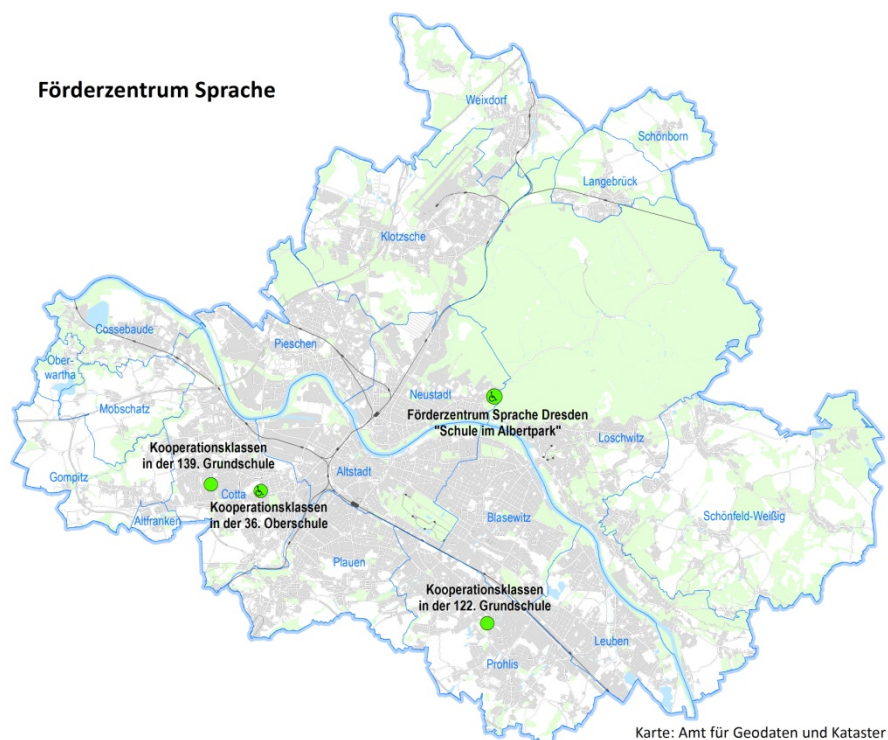 Förderzentrum Sprache
Weixdorf
Schönborn
Langebrück
Klotzsche
Cossebaude
Pieschen
Ober-
wartha
Mobschatz
Neustadt
Förderzentrum Sprache Dresden
"Schule im Albertpark"
Loschwitz
Kooperationsklassen
in der 139. Grundschule
Gompitz
Altstadt
Cotta
Kooperationsklassen
in der 36. Oberschule
Altfranken
Blasewitz
Schönfeld-Weißig
Plauen
Kooperationsklassen
in der 122. Grundschule
Leuben
Prohlis
Karte: Amt für Geodaten und Kataster